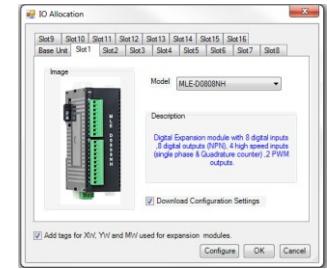 IO Allocation
Slot9 Slot10 Slot11 Slot12 Slot13 Slot14 Slot15 Slot16
Base Unit Slot1 Slot2 Slot3 Slot4 Slot5 Slot6 Slot7 Slot8
Image
Model MLE-D0808NH
Description
Digital Expansion module with 8 digital inputs
,8 digital outputs (NPN), 4 high speed inputs
(single phase & Quadrature counter) ,2 PWM
outputs.
Download Configuration Settings
Add tags for XW, YW and MW used for expansion modules.
Configure OK Cancel